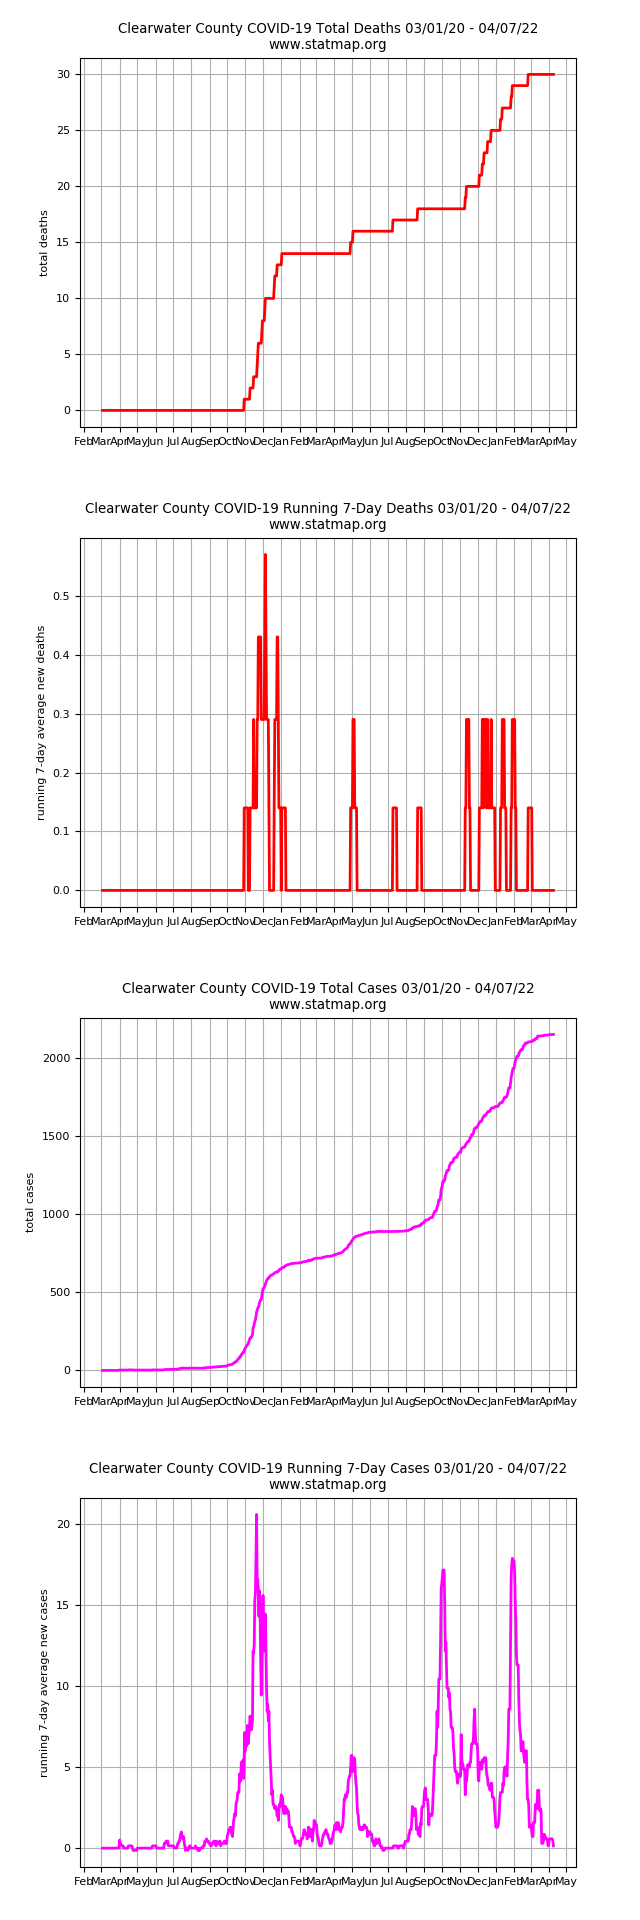 Clearwater County COVID-19 Total Deaths 03/01/20 - 04/07/22
www.statmap.org
30
25
20
15
10
5
0
total deaths
Feb Mar Apr May Jun Jul Aug Sep Oct Nov Dec Jan Feb Mar Apr May Jun Jul Aug Sep Oct Nov Dec Jan Feb Mar Apr May
Clearwater County COVID-19 Running 7-Day Deaths 03/01/20 - 04/07/22
www.statmap.org
0.5
0.4
0.3
0.2
0.1
0.0
running 7-day average new deaths
Feb Mar Apr May Jun Jul Aug Sep Oct Nov Dec Jan Feb Mar Apr May Jun Jul Aug Sep Oct Nov Dec Jan Feb Mar Apr May
Clearwater County COVID-19 Total Cases 03/01/20 - 04/07/22
www.statmap.org
2000
1500
1000
500
0
total cases
Feb Mar Apr May Jun Jul Aug Sep Oct Nov Dec Jan Feb Mar Apr May Jun Jul Aug Sep Oct Nov Dec Jan Feb Mar Apr May
Clearwater County COVID-19 Running 7-Day Cases 03/01/20 - 04/07/22
www.statmap.org
20
15
10
5
0
running 7-day average new cases
Feb Mar Apr May Jun Jul Aug Sep Oct Nov Dec Jan Feb Mar Apr May Jun Jul Aug Sep Oct Nov Dec Jan Feb Mar Apr May